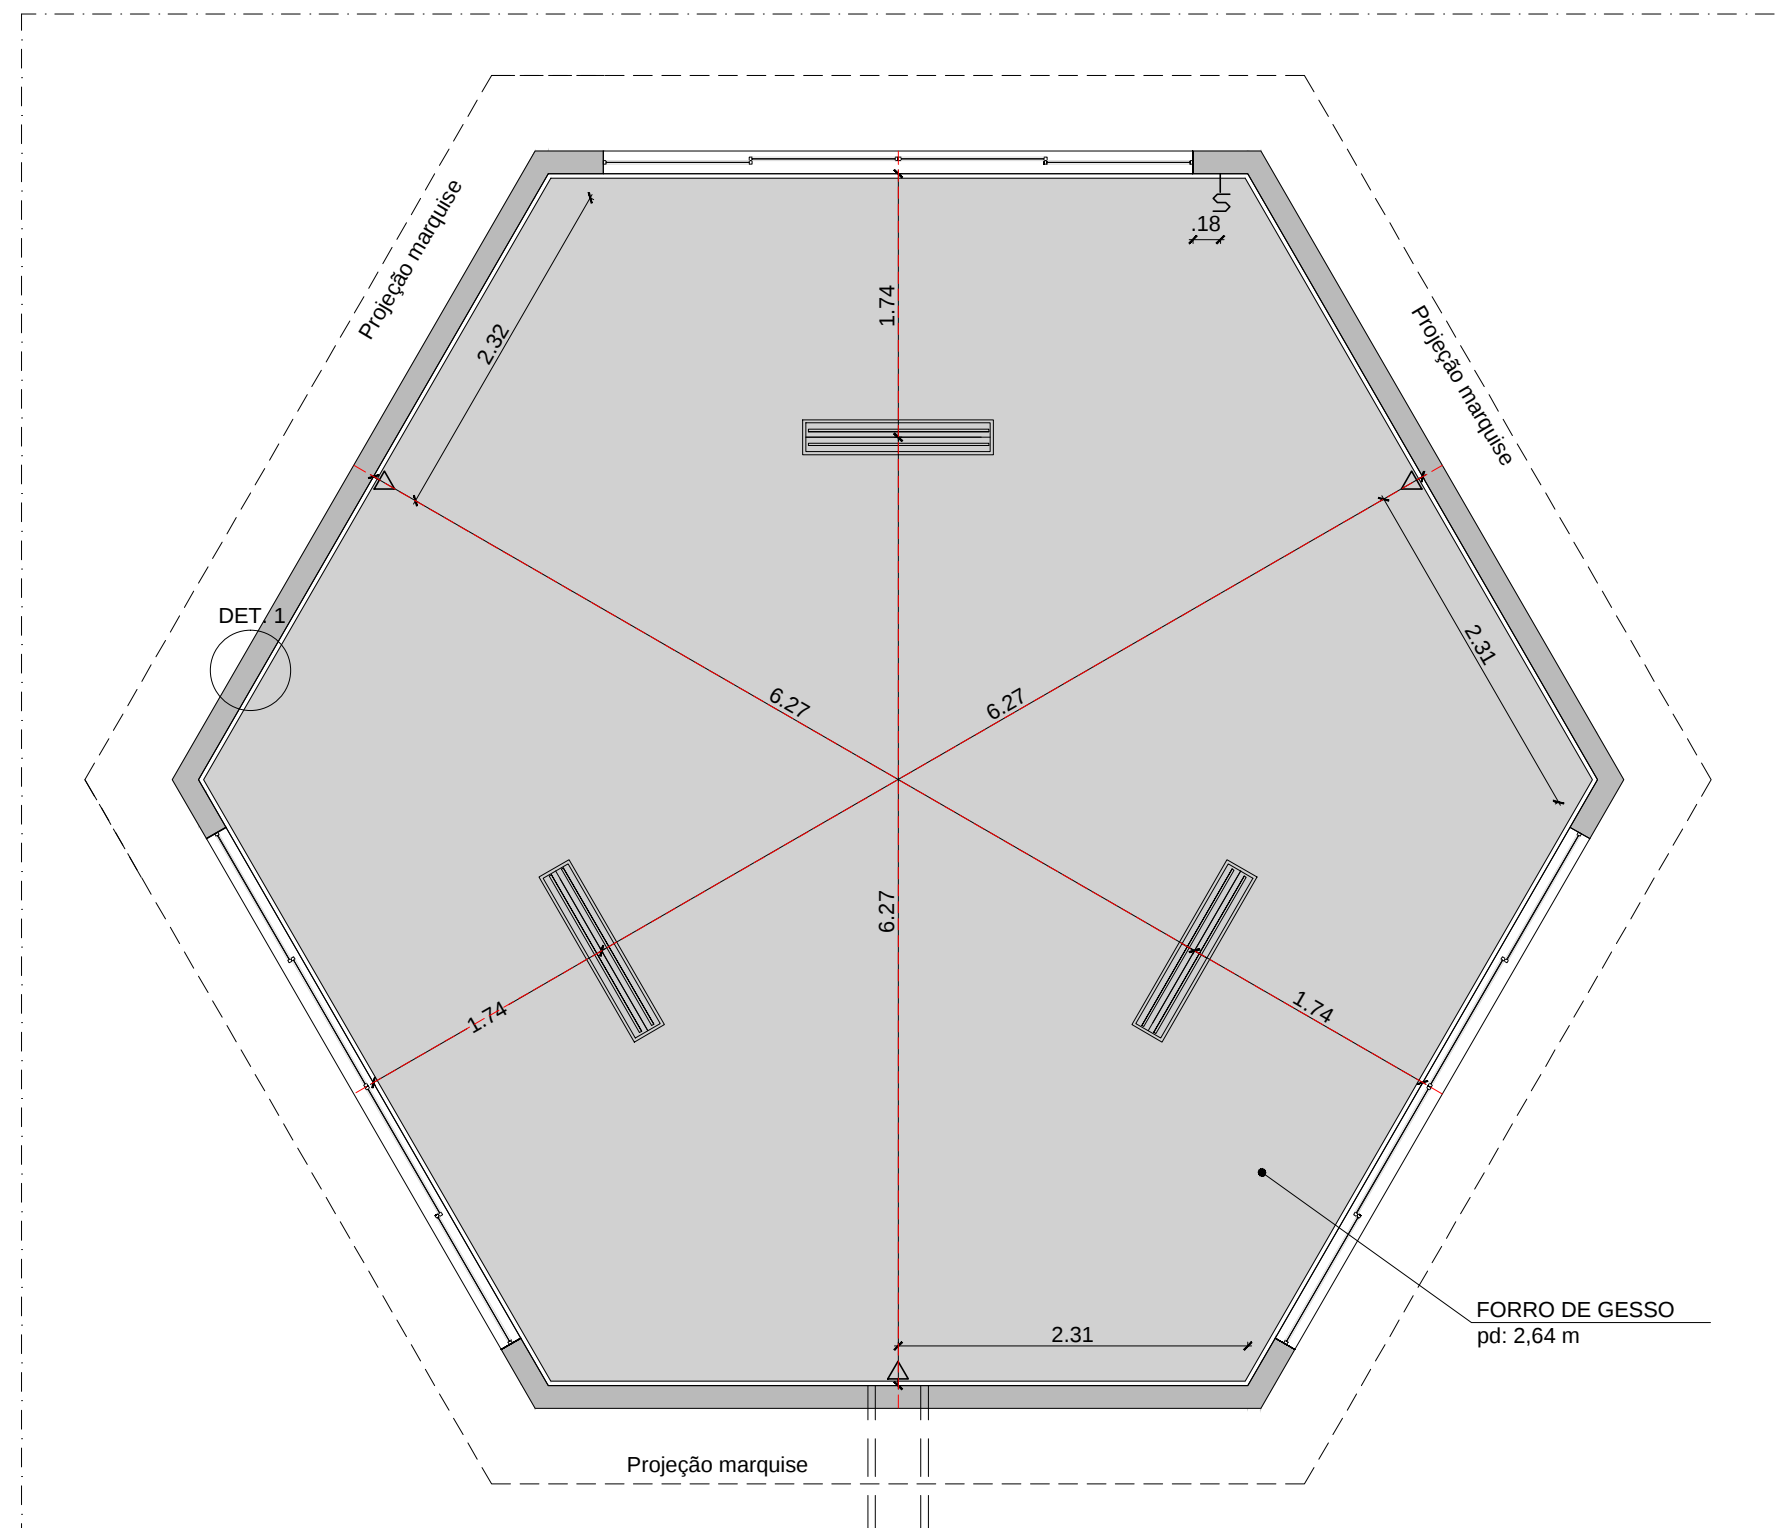 Projeção marquise
.18
1.74
2.32
Projeção marquise
DET. 1
2.31
6.27
6.27
6.27
1.74
1.74
FORRO DE GESSO
pd: 2,64 m
2.31
Projeção marquise